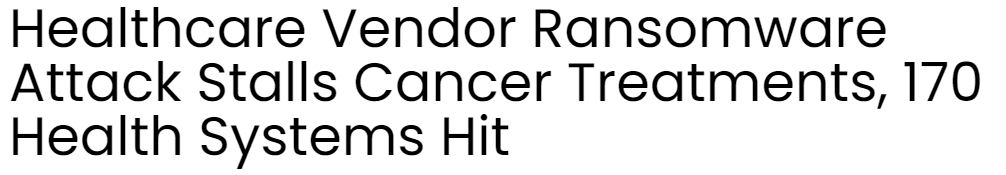 Healthcare Vendor Ransomware
Attack Stalls Cancer Treatments, 170
Health Systems Hit